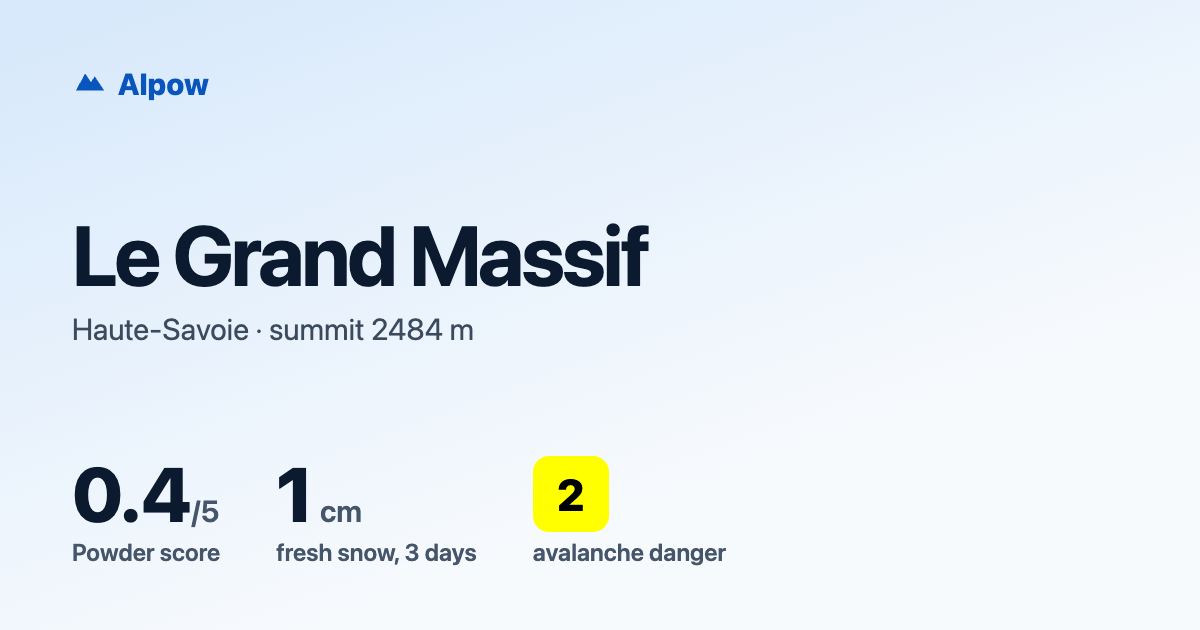 Alpow
Le Grand Massif
Haute-Savoie · summit 2484 m
0.4/5 1 cm 2
Powder score fresh snow, 3 days avalanche danger